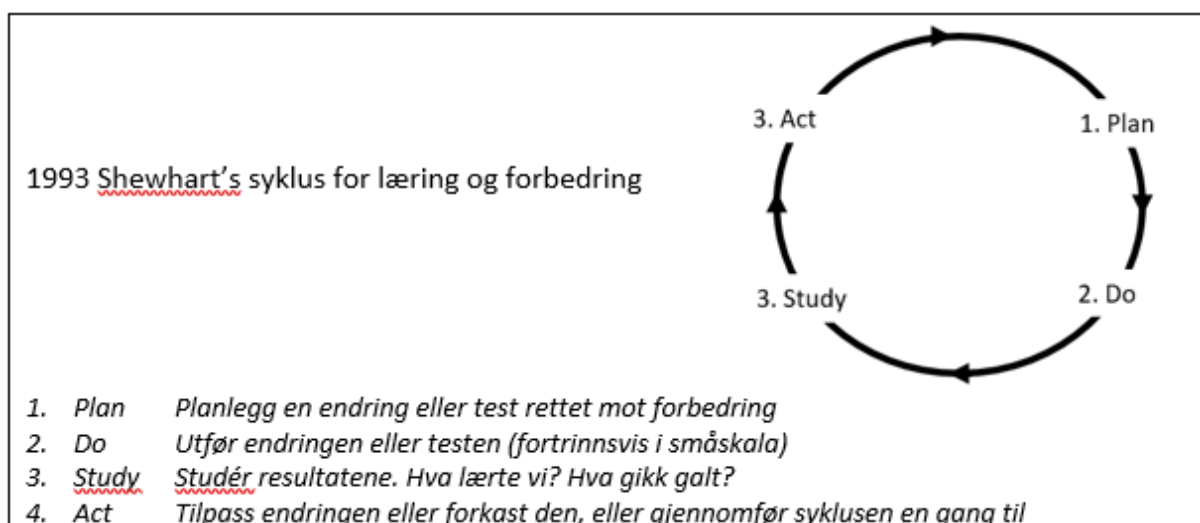 3. Act
1. Plan
1993 Shewhart's syklus for læring og forbedring
3. Study
2. Do
1. Plan Planlegg en endring eller test rettet mot forbedring
2. Do Utfør endringen eller testen (fortrinnsvis i småskala)
3. Study Studér resultatene. Hva lærte vi? Hva gikk galt?
4. Act Tilpass endringen eller forkast den, eller gjennomfør syklusen en gang til